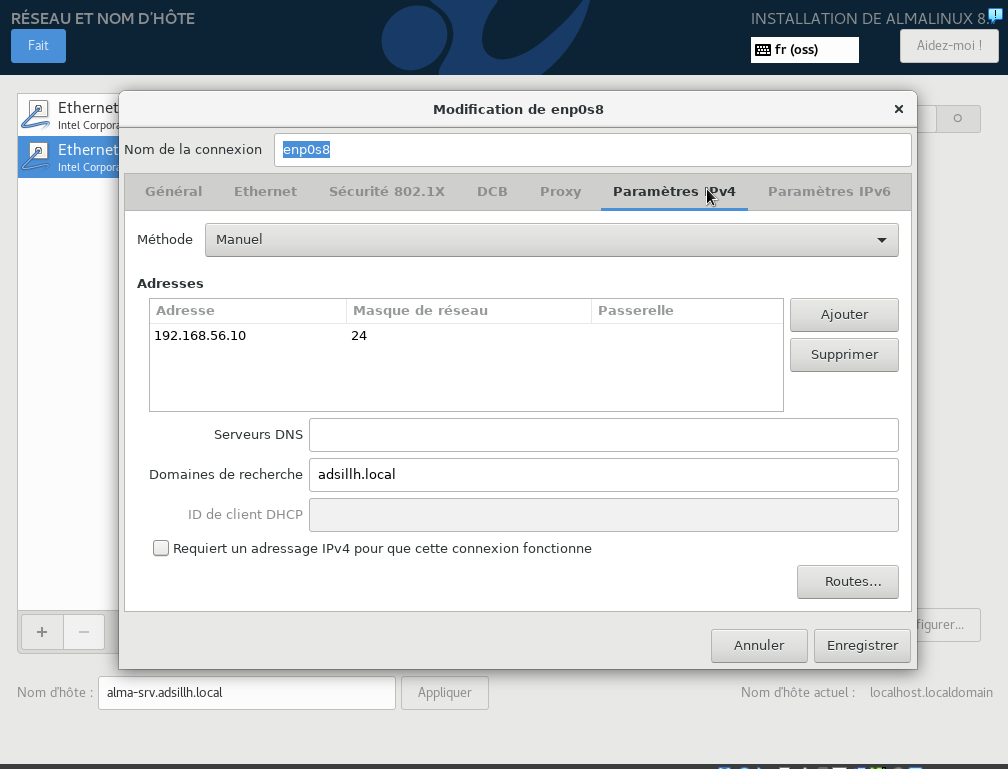 RÉSEAU ET NOM D'HÔTE
INSTALLATION DE ALMALINUX 8.
Fait
fr (oss)
Aidez-moi !
Ethernet
Intel Corpora
Ethernet
Intel Corpora
Modification de enp0s8
Nom de la connexion enp0s8
Général Ethernet Sécurité 802.1X DCB Proxy Paramètres IPv4 Paramètres IPv6
Méthode Manuel
Adresses
Adresse Masque de réseau Passerelle
192.168.56.10 24
Ajouter
Supprimer
Serveurs DNS
Domaines de recherche adsillh.local
ID de client DHCP
Requiert un adressage IPv4 pour que cette connexion fonctionne
Routes...
figurer...
Annuler Enregistrer
Nom d'hôte : alma-srv.adsillh.local Appliquer Nom d'hôte actuel : localhost.localdomain